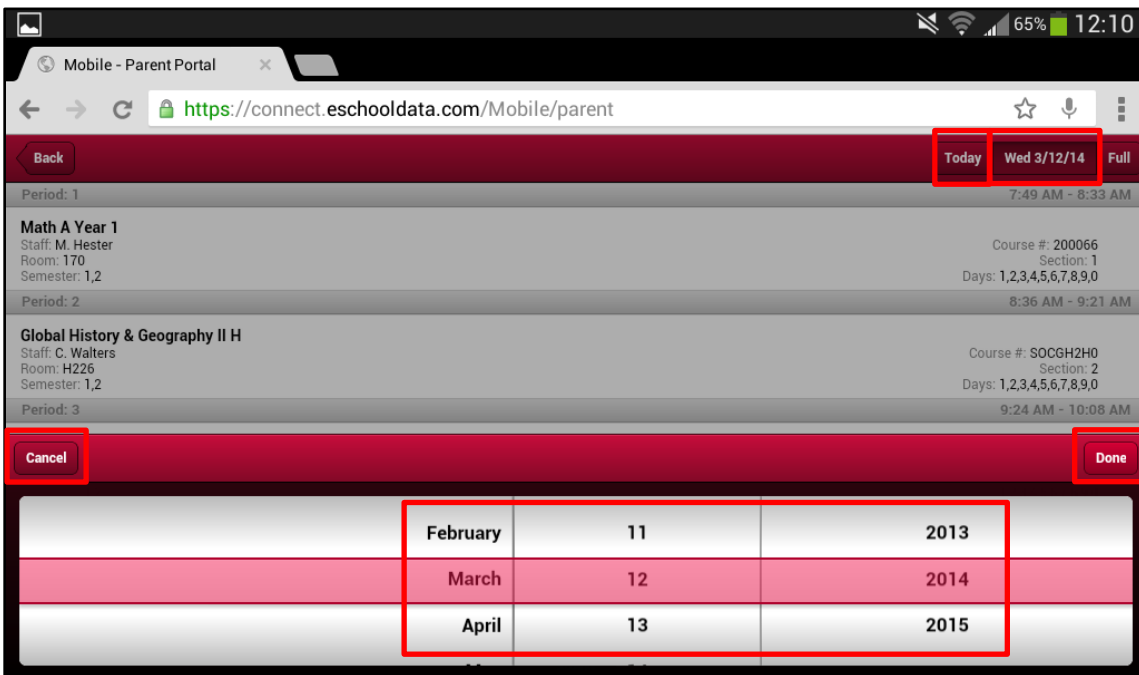 65% 12:10
Mobile - Parent Portal
https://connect.eschooldata.com/Mobile/parent
Back Today Wed 3/12/14 Full
Period: 1 7:49 AM - 8:33 AM
Math A Year 1
Staff: M. Hester Course #: 200066
Room: 170 Section: 1
Semester: 1,2 Days: 1,2,3,4,5,6,7,8,9,0
Period: 2 8:36 AM - 9:21 AM
Global History & Geography II H
Staff: C. Walters Course #: SOCGH2H0
Room: H226 Section: 2
Semester: 1,2 Days: 1,2,3,4,5,6,7,8,9,0
Period: 3 9:24 AM - 10:08 AM
Cancel Done
February 11 2013
March 12 2014
April 13 2015